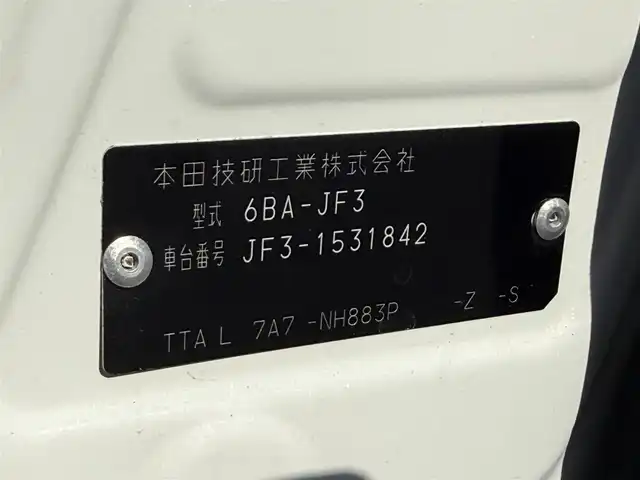 本田技研工業株式会社
型式 6BA-JF3
車台番号 JF3-1531842
TTA L 7A7 -NH883P -Z -S